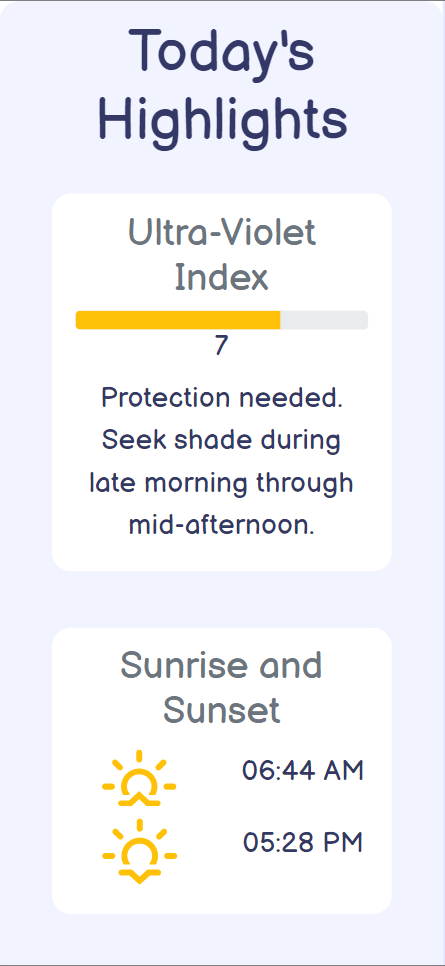 Today's
Highlights
Ultra-Violet
Index
7
Protection needed.
Seek shade during
late morning through
mid-afternoon.
Sunrise and
Sunset
06:44 AM
05:28 PM